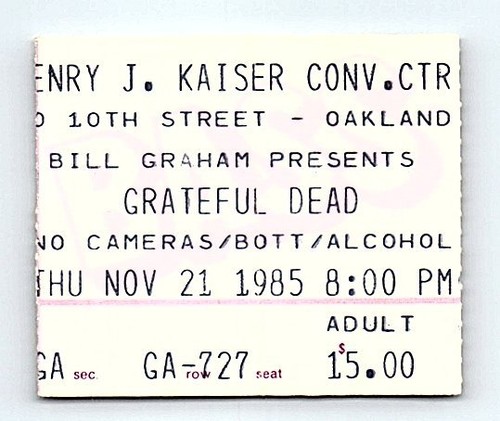 ENRY J. KAISER CONV.CTR
0 10TH STREET - OAKLAND
BILL GRAHAM PRESENTS
GRATEFUL DEAD
NO CAMERAS/BOTT/ALCOHOL
THU NOV 21 1985 8:00 PM
ADULT
GA sec. GA-727 row seat $15.00